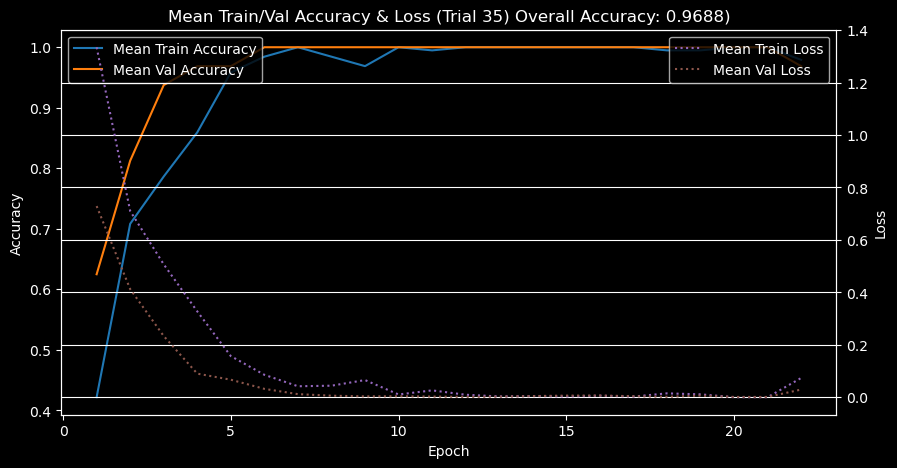 Mean Train/Val Accuracy & Loss (Trial 35) Overall Accuracy: 0.9688)
Mean Train Accuracy
Mean Val Accuracy
Mean Train Loss
Mean Val Loss
Accuracy
1.0
0.9
0.8
0.7
0.6
0.5
0.4
1.4
1.2
1.0
0.8
0.6
0.4
0.2
0.0
Loss
0
5
10
15
20
Epoch